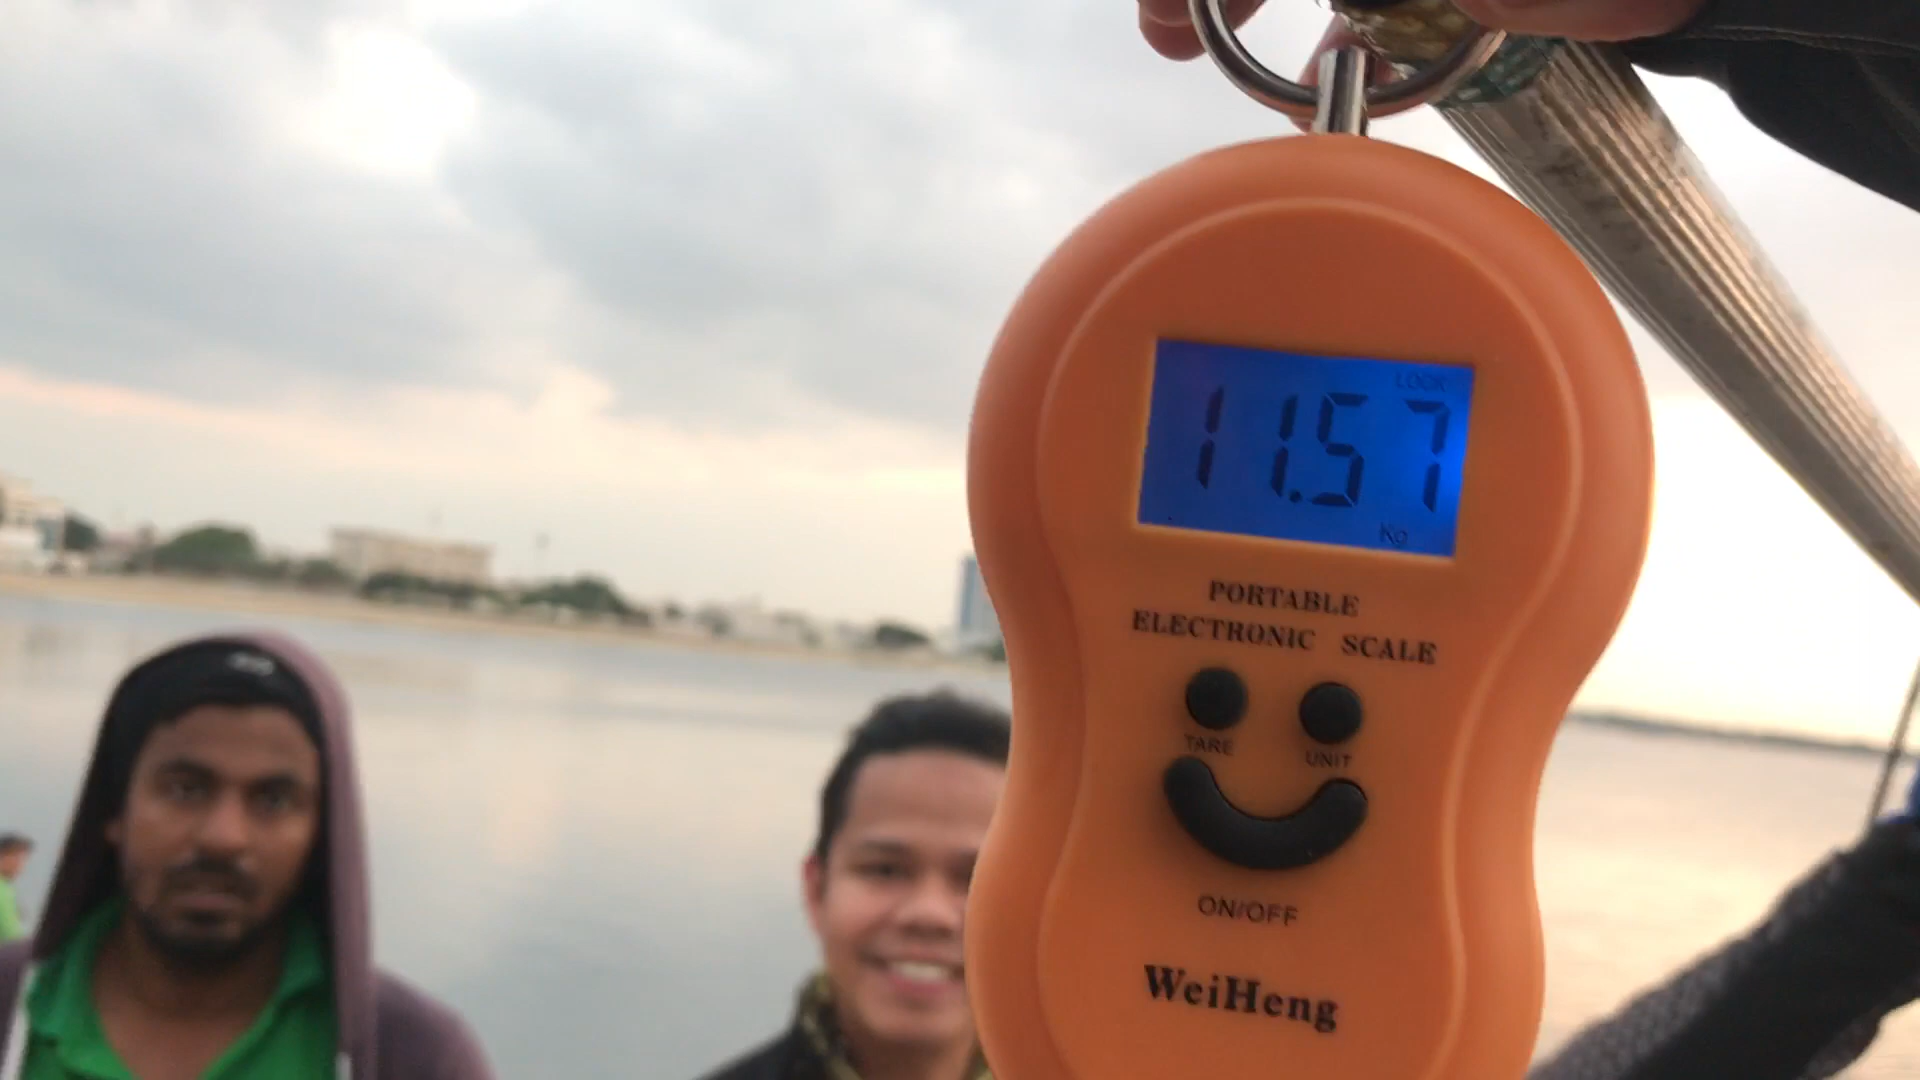 LOCK
11.57
Kg
PORTABLE
ELECTRONIC SCALE
TARE UNIT
ON/OFF
WeiHeng